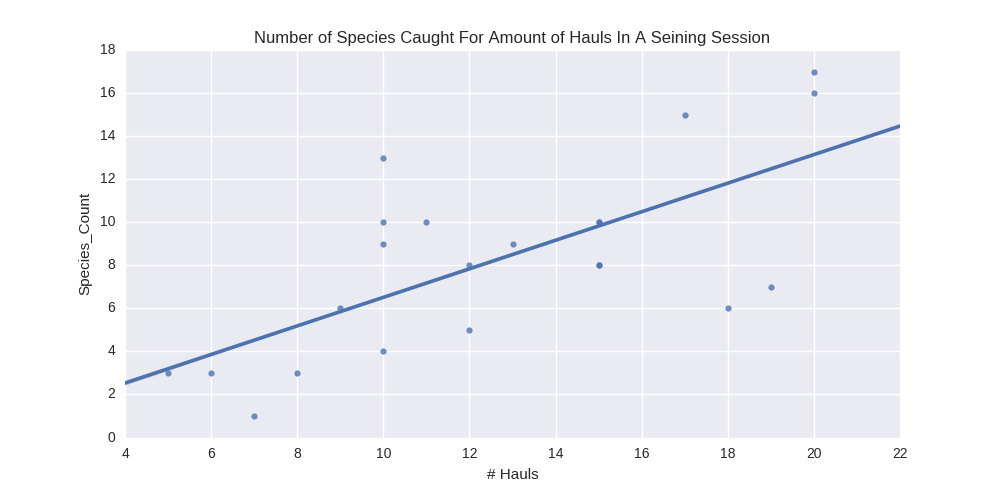 Number of Species Caught For Amount of Hauls In A Seining Session
18
16
14
12
10
8
6
4
2
0
Species_Count
4 6 8 10 12 14 16 18 20 22
# Hauls